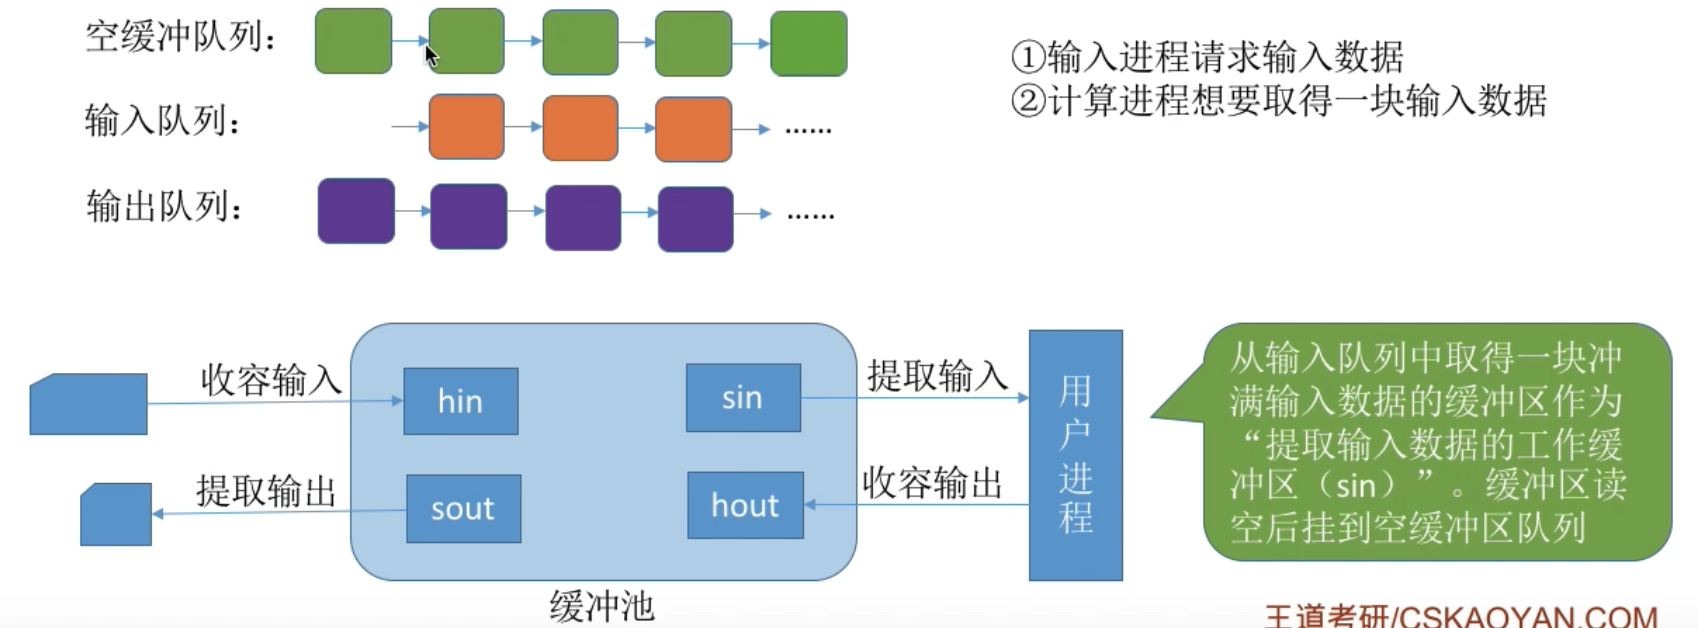 空缓冲队列：
①输入进程请求输入数据
②计算进程想要取得一块输入数据
输入队列：
......
输出队列：
......
收容输入
hin
sin
提取输入
用户进程
提取输出
sout
hout
收容输出
从输入队列中取得一块冲
满输入数据的缓冲区作为
“提取输入数据的工作缓
冲区（sin）”。缓冲区读
空后挂到空缓冲区队列
缓冲池
王道考研/CSKAOYAN.COM